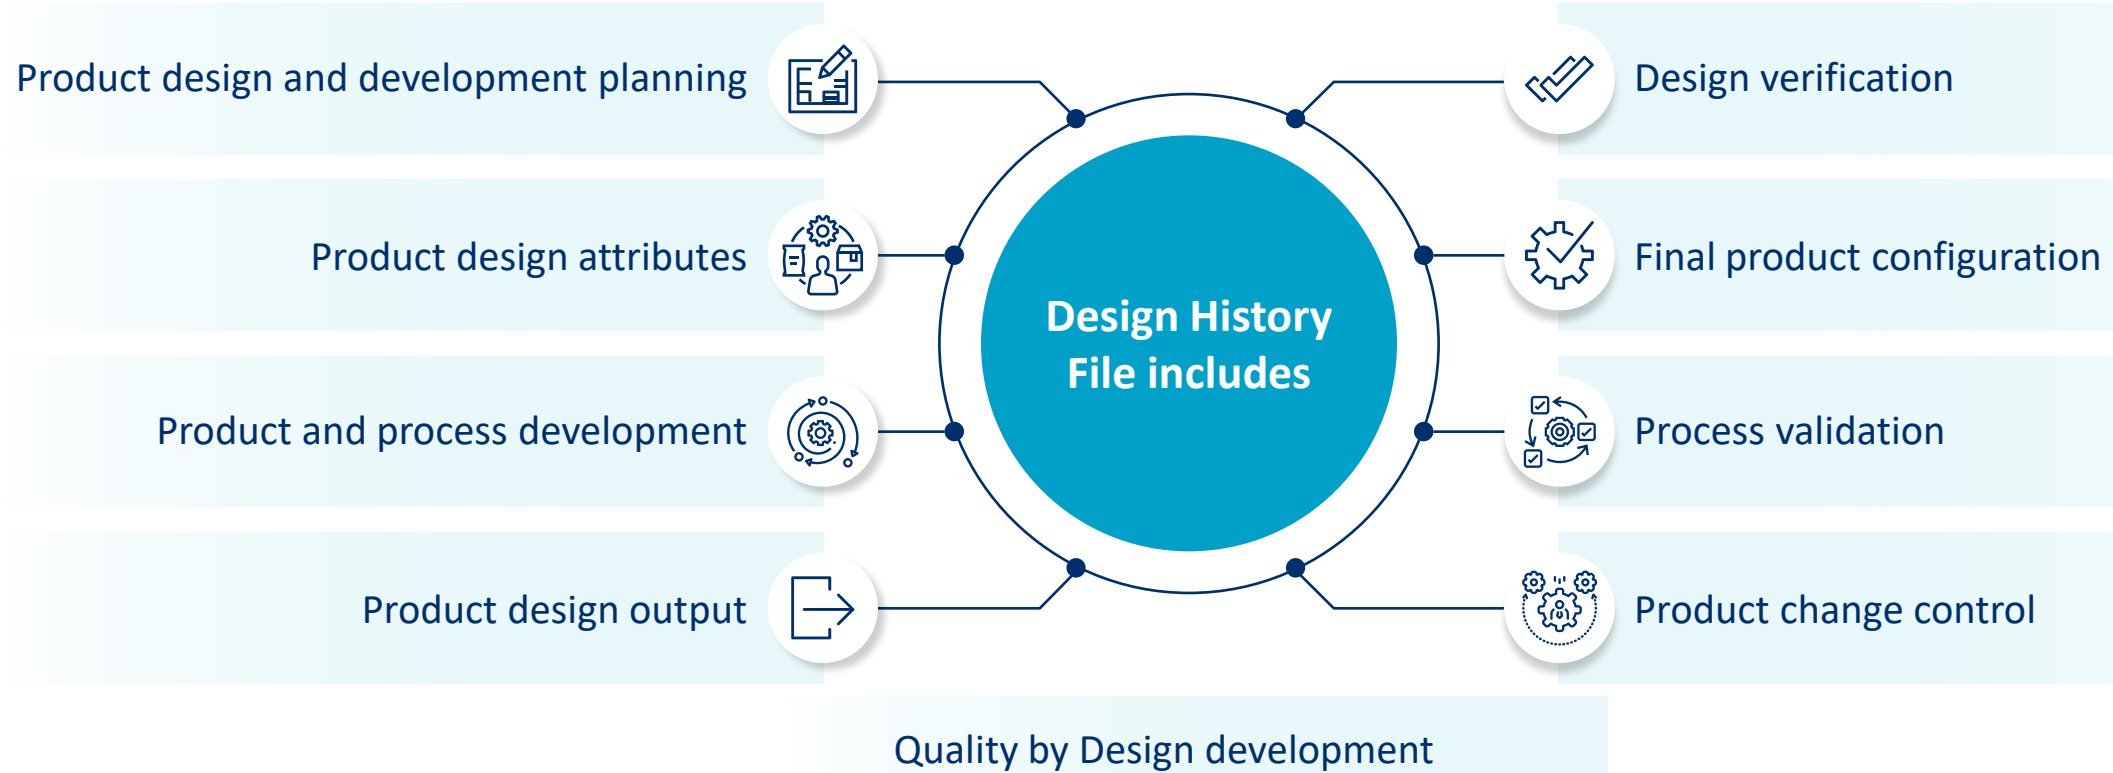 Product design and development planning
Product design attributes
Product and process development
Product design output
Design History
File includes
Design verification
Final product configuration
Process validation
Product change control
Quality by Design development